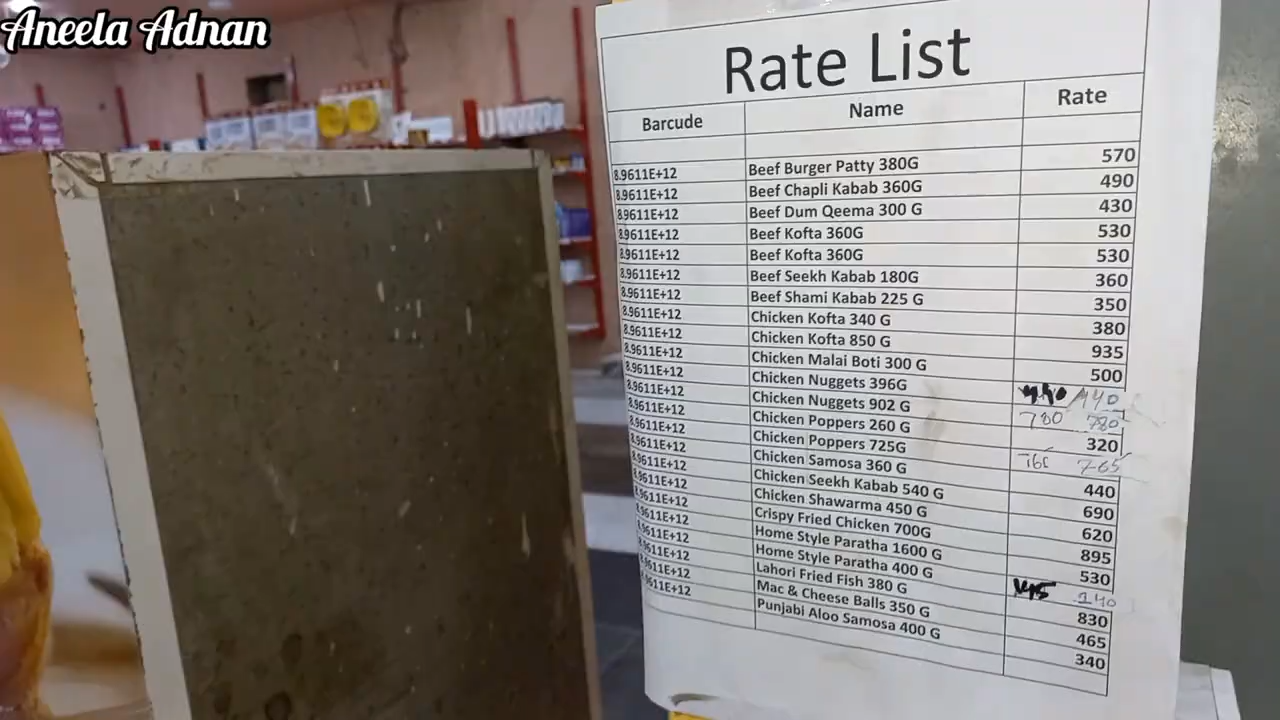 Aneela Adnan
Rate List
Barcude Name Rate
8.9611E+12 Beef Burger Patty 380G 570
8.9611E+12 Beef Chapli Kabab 360G 490
8.9611E+12 Beef Dum Qeema 300 G 430
8.9611E+12 Beef Kofta 360G 530
8.9611E+12 Beef Kofta 360G 530
8.9611E+12 Beef Seekh Kabab 180G 360
8.9611E+12 Beef Shami Kabab 225 G 350
8.9611E+12 Chicken Kofta 340 G 380
8.9611E+12 Chicken Kofta 850 G 935
8.9611E+12 Chicken Malai Boti 300 G 500
8.9611E+12 Chicken Nuggets 396G 440
8.9611E+12 Chicken Nuggets 902 G 780 780
8.9611E+12 Chicken Poppers 260 G 320
8.9611E+12 Chicken Poppers 725G 765
8.9611E+12 Chicken Samosa 360 G 440
8.9611E+12 Chicken Seekh Kabab 540 G 690
8.9611E+12 Chicken Shawarma 450 G 620
8.9611E+12 Crispy Fried Chicken 700G 895
8.9611E+12 Home Style Paratha 1600 G 530
8.9611E+12 Home Style Paratha 400 G 140
9611E+12 Lahori Fried Fish 380 G 830
9611E+12 Mac & Cheese Balls 350 G 465
9611E+12 Punjabi Aloo Samosa 400 G 340